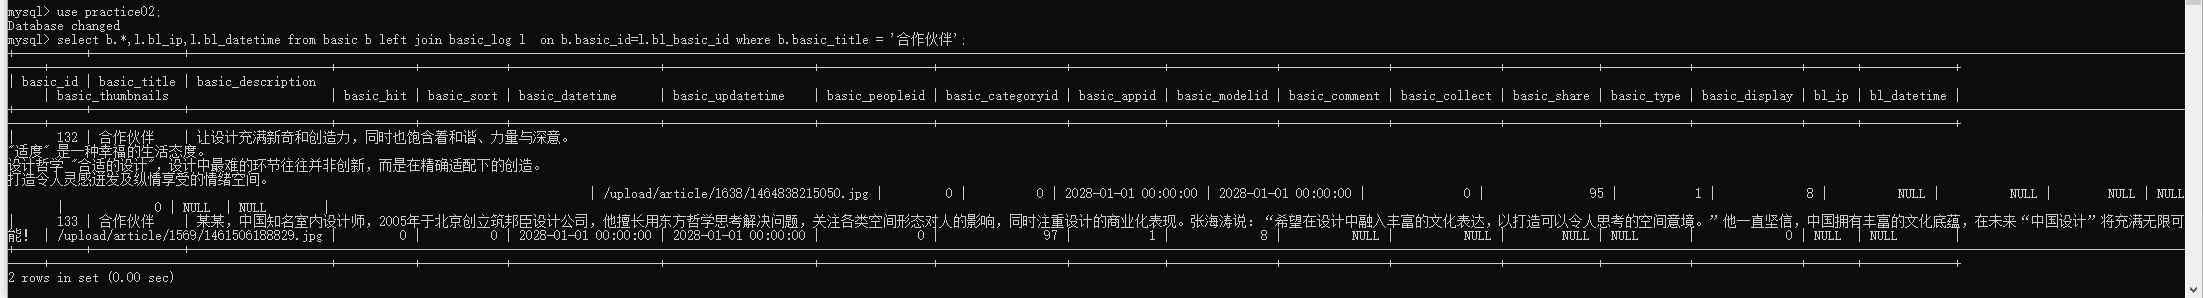 mysql> use practice02;
Database changed
mysql> select b.*,l.bl_ip,l.bl_datetime from basic b left join basic_log l  on b.basic_id=l.bl_basic_id where b.basic_title = '合作伙伴';
| basic_id | basic_title | basic_description
| basic_thumbnails | basic_hit | basic_sort | basic_datetime | basic_updatetime | basic_peopleid | basic_categoryid | basic_appid | basic_modelid | basic_comment | basic_collect | basic_share | basic_type | basic_display | bl_ip | bl_datetime |
| 132 | 合作伙伴 | 让设计充满新奇和创造力，同时也饱含着和谐、力量与深意。
"适度" 是一种幸福的生活态度。
设计哲学 "合适的设计"，设计中最难的环节往往并非创新，而是在精确适配下的创造。
打造令人灵感迸发及纵情享受的情绪空间。
| /upload/article/1638/1464838215050.jpg | 0 | 0 | 2028-01-01 00:00:00 | 2028-01-01 00:00:00 | 0 | 95 | 1 | 8 | NULL | NULL | NULL | NULL
| 0 | NULL | NULL |
| 133 | 合作伙伴 | 某某，中国知名室内设计师，2005年于北京创立筑邦臣设计公司，他擅长用东方哲学思考解决问题，关注各类空间形态对人的影响，同时注重设计的商业化表现。张海涛说：“希望在设计中融入丰富的文化表达，以打造可以令人思考的空间意境。”他一直坚信，中国拥有丰富的文化底蕴，在未来“中国设计”将充满无限可
能！ | /upload/article/1569/1461506188829.jpg | 0 | 0 | 2028-01-01 00:00:00 | 2028-01-01 00:00:00 | 0 | 97 | 1 | 8 | NULL | NULL | NULL | NULL | 0 | NULL | NULL |
2 rows in set (0.00 sec)